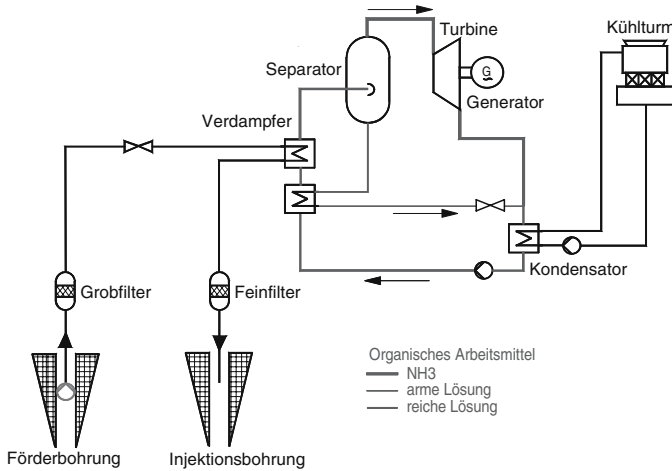 Turbine
Kühlturm
Separator
G
Generator
Verdampfer
Grobfilter
Feinfilter
Kondensator
Organisches Arbeitsmittel
NH3
arme Lösung
reiche Lösung
Förderbohrung
Injektionsbohrung